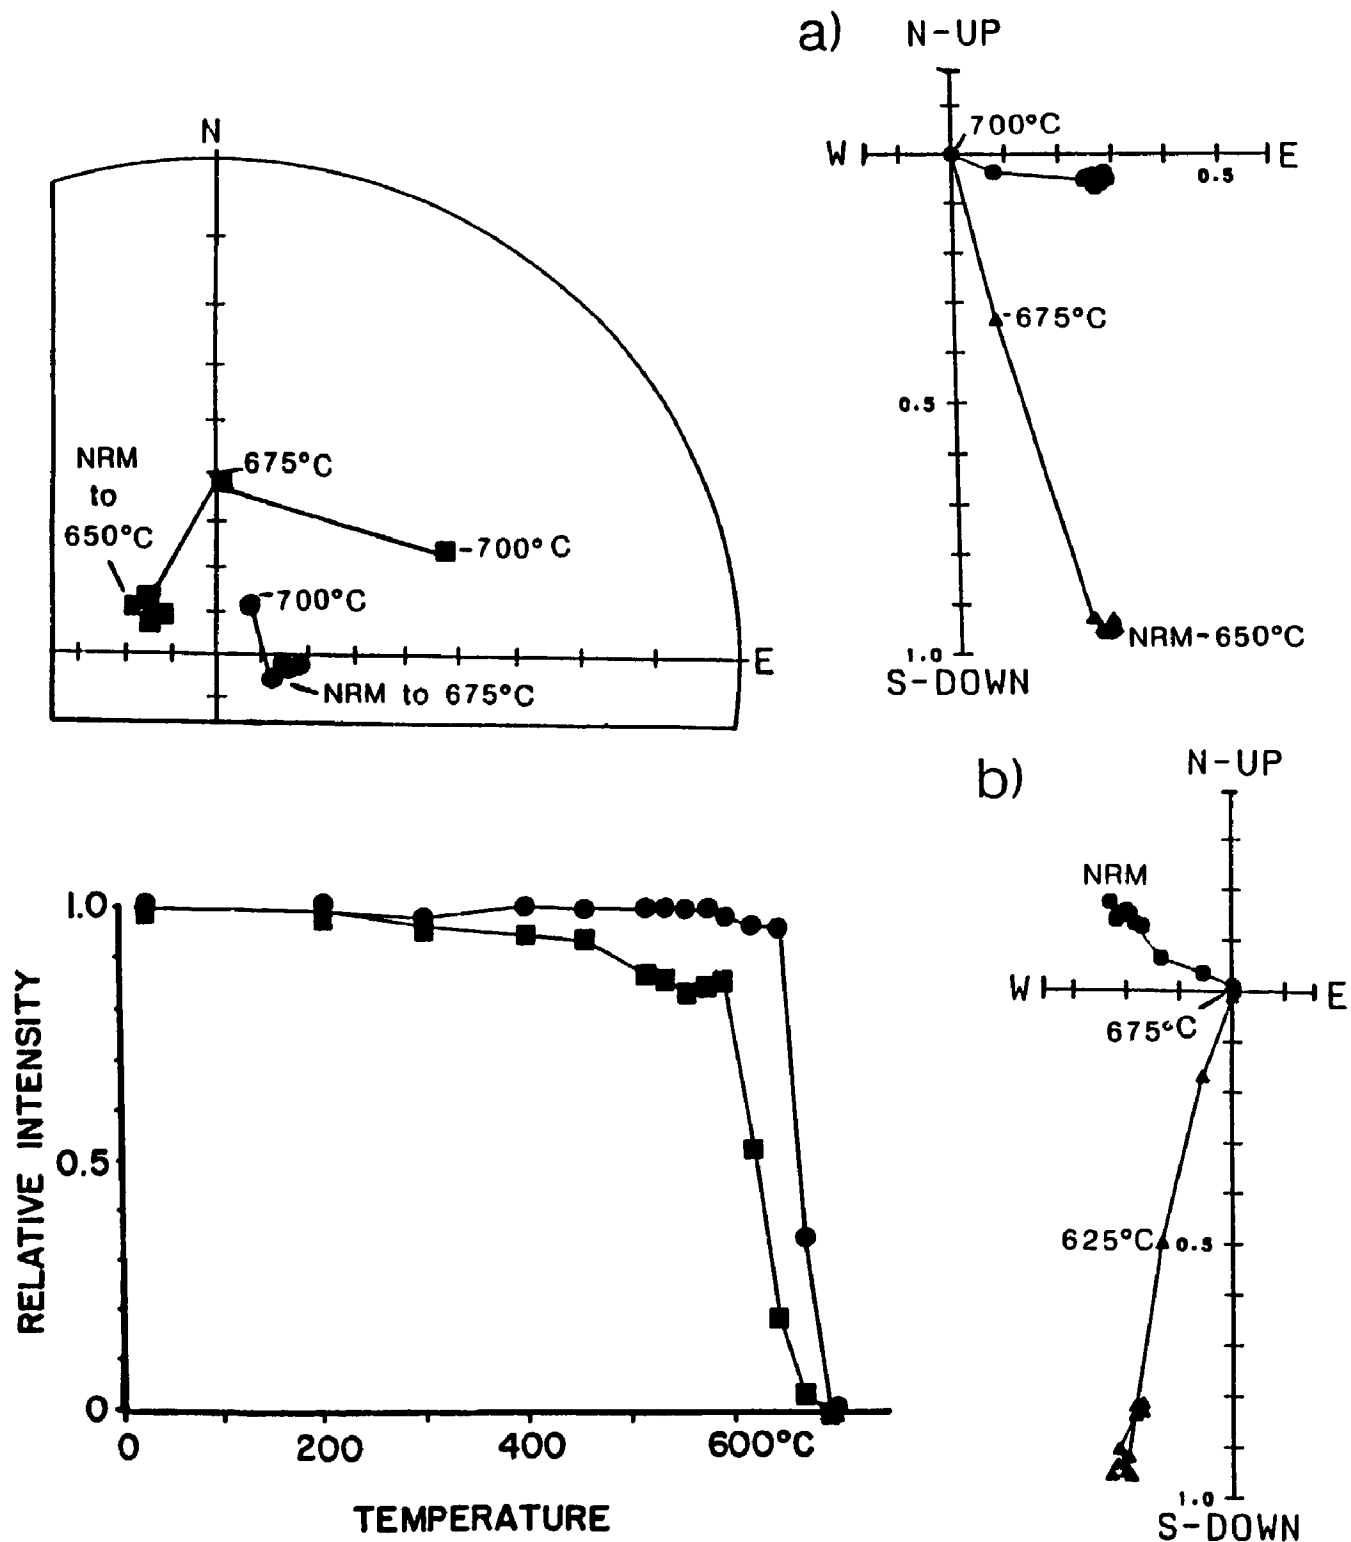 a)
N-UP
700°C
W
E
0.5
-675°C
0.5
NRM-650°C
1.0
S-DOWN
N
675°C
NRM
to
650°C
-700°C
-700°C
E
NRM to 675°C
b)
N-UP
NRM
W
E
675°C
625°C
0.5
1.0
S-DOWN
1.0
0.5
0
RELATIVE INTENSITY
0
200
400
600°C
TEMPERATURE